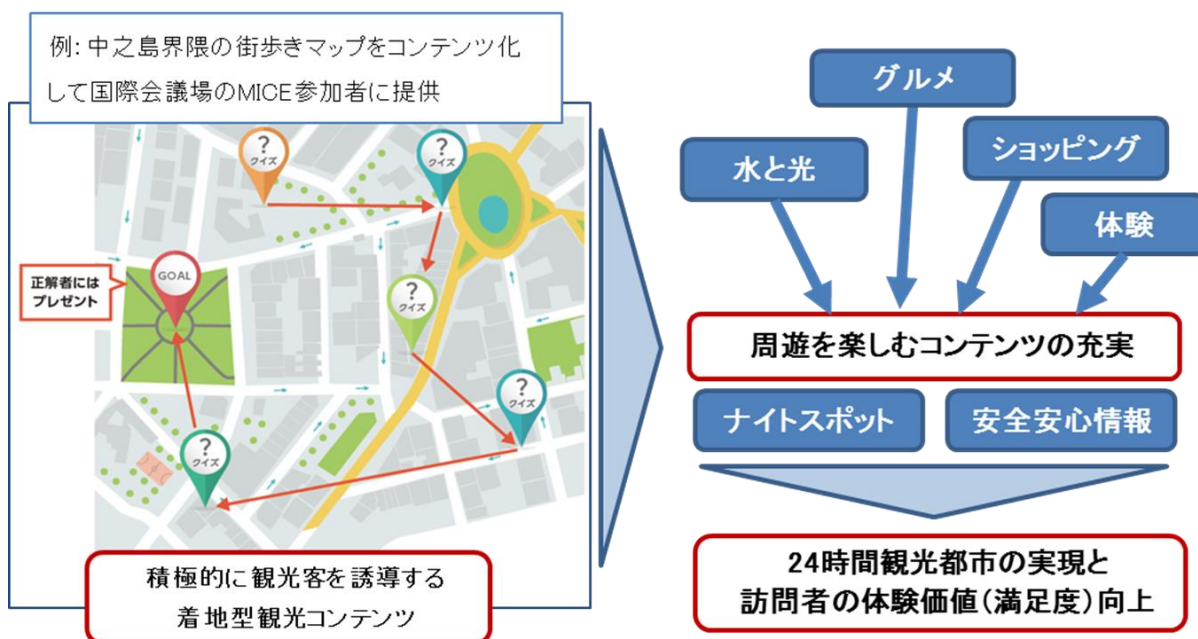 例：中之島界隈の街歩きマップをコンテンツ化
して国際会議場のMICE参加者に提供
?
クイズ
?
クイズ
?
クイズ
?
クイズ
?
クイズ
GOAL
正解者には
プレゼント
積極的に観光客を誘導する
着地型観光コンテンツ
グルメ
水と光
ショッピング
体験
周遊を楽しむコンテンツの充実
ナイトスポット
安全安心情報
24時間観光都市の実現と
訪問者の体験価値（満足度）向上